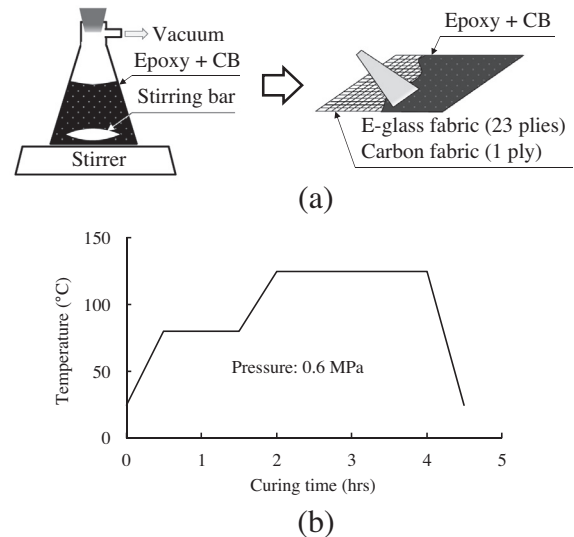 Vacuum
Epoxy + CB
Stirring bar
Stirrer
Epoxy + CB
E-glass fabric (23 plies)
Carbon fabric (1 ply)
(a)
150
100
50
0
Temperature (°C)
Pressure: 0.6 MPa
0 1 2 3 4 5
Curing time (hrs)
(b)